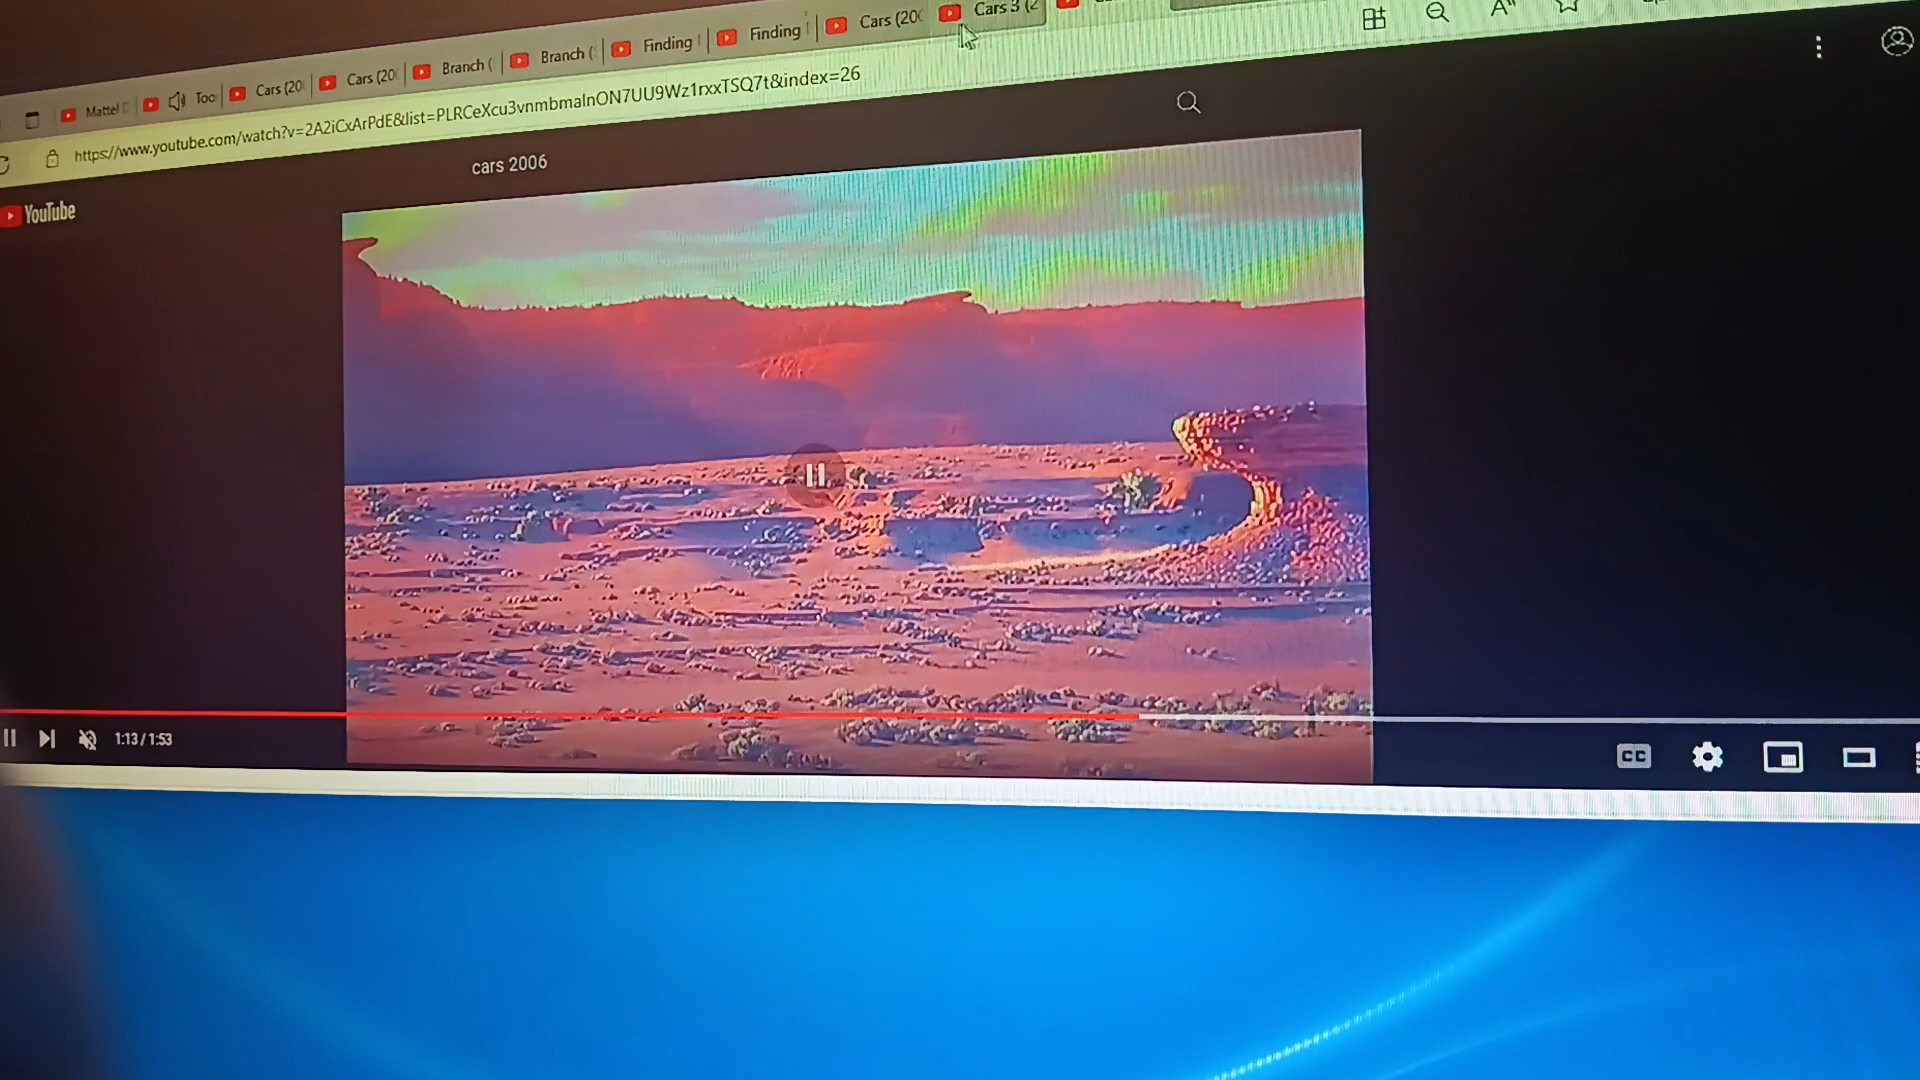 Mattel
Too
Cars (20
Cars (20
Branch (
Branch (
Finding
Finding
Cars (20
Cars 3 (2
https://www.youtube.com/watch?v=2A2iCxArPdE&list=PLRCeXcu3vnmbmalnON7UU9Wz1rxxTSQ7t&index=26
A
YouTube
cars 2006
1:13 / 1:53
CC